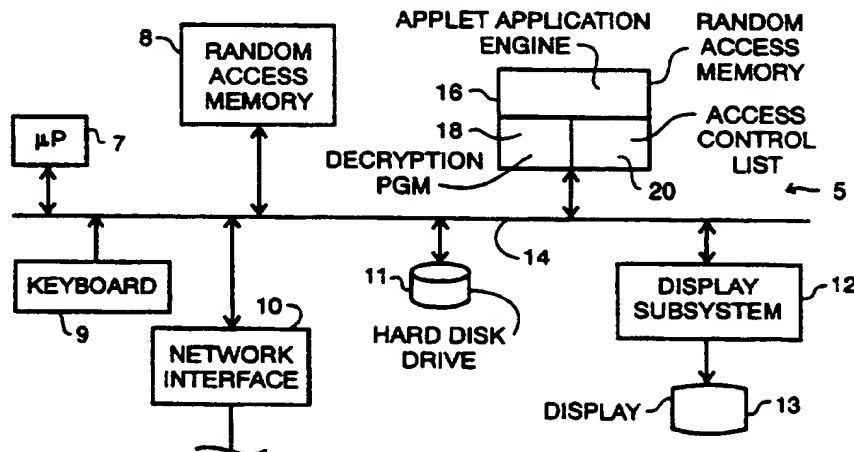 APPLET APPLICATION
ENGINE
RANDOM
ACCESS
MEMORY
8
RANDOM
ACCESS
MEMORY
16
18
ACCESS
CONTROL
LIST
DECRYPTION
PGM
20
µP
7
5
14
KEYBOARD
9
10
NETWORK
INTERFACE
11
HARD DISK
DRIVE
DISPLAY
SUBSYSTEM
12
DISPLAY
13